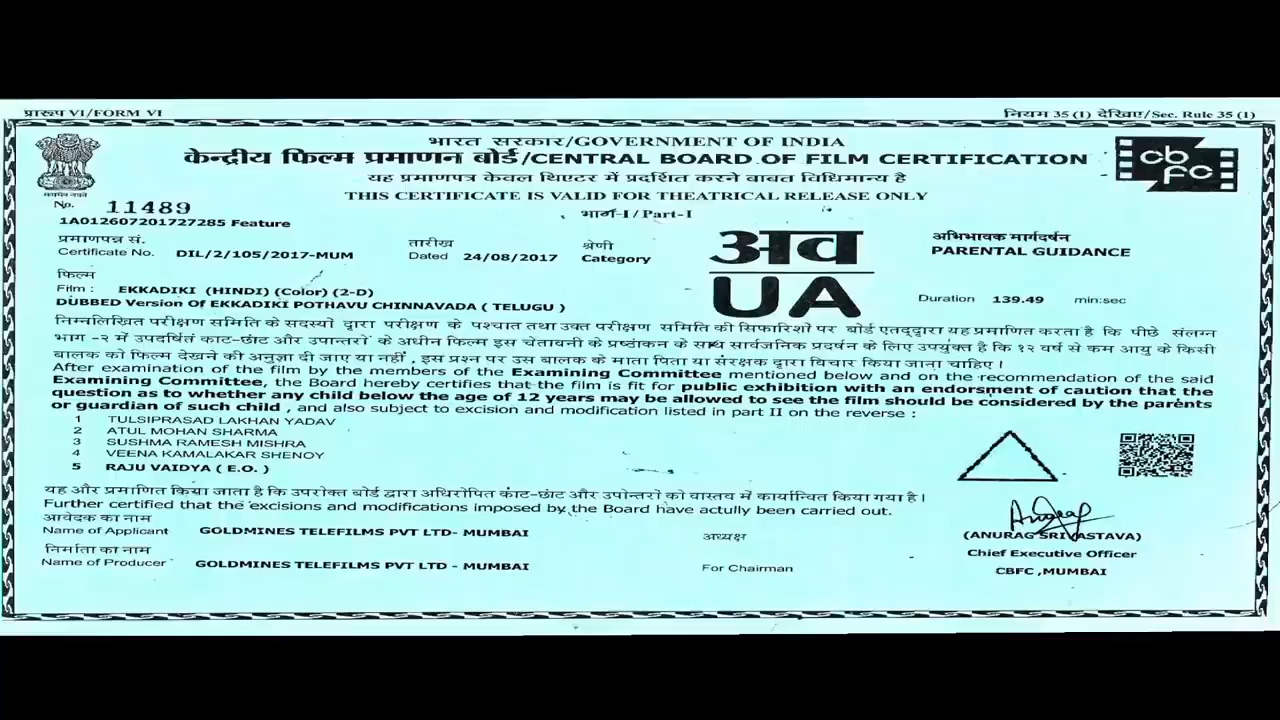 प्रारूप VI/FORM VI
नियम 35 (1) देखिए/Sec. Rule 35 (1)
भारत सरकार/GOVERNMENT OF INDIA
केन्द्रीय फिल्म प्रमाणन बोर्ड/CENTRAL BOARD OF FILM CERTIFICATION
यह प्रमाणपत्र केवल थिएटर में प्रदर्शित करने बाबत विधिमान्य है
THIS CERTIFICATE IS VALID FOR THEATRICAL RELEASE ONLY
cbfc
No. 11489
भाग-I/Part-I
1A012607201727285 Feature
प्रमाणपत्र सं.
Certificate No. DIL/2/105/2017-MUM
तारीख
Dated 24/08/2017
श्रेणी
Category
अव
UA
अभिभावक मार्गदर्षन
PARENTAL GUIDANCE
Duration 139.49 min:sec
फिल्म
Film : EKKADIKI (HINDI) (Color) (2-D)
DUBBED Version Of EKKADIKI POTHAVU CHINNAVADA ( TELUGU )
निम्नलिखित परीक्षण समिति के सदस्यों द्वारा परीक्षण के पश्चात तथा उक्त परीक्षण समिति की सिफारिशों पर बोर्ड एतद्द्वारा यह प्रमाणित करता है कि पीछे संलग्न
भाग -२ में उपदर्षित काट-छाँट और उपान्तरों के अधीन फिल्म इस चेतावनी के प्रष्ठांकन के साथ सार्वजनिक प्रदर्षन के लिए उपयुक्त है कि १२ वर्ष से कम आयु के किसी
बालक को फिल्म देखने की अनुज्ञा दी जाए या नहीं , इस प्रश्न पर उस बालक के माता पिता या संरक्षक द्वारा विचार किया जाना चाहिए ।
After examination of the film by the members of the Examining Committee mentioned below and on the recommendation of the said
Examining Committee, the Board hereby certifies that the film is fit for public exhibition with an endorsment of caution that the
question as to whether any child below the age of 12 years may be allowed to see the film should be considered by the parents
or guardian of such child , and also subject to excision and modification listed in part II on the reverse :
1 TULSIPRASAD LAKHAN YADAV
2 ATUL MOHAN SHARMA
3 SUSHMA RAMESH MISHRA
4 VEENA KAMALAKAR SHENOY
5 RAJU VAIDYA ( E.O. )
यह और प्रमाणित किया जाता है कि उपरोक्त बोर्ड द्वारा अधिरोपित कांट-छांट और उपांन्तरो को वास्तव में कार्यान्वित किया गया है।
Further certified that the excisions and modifications imposed by the Board have actully been carried out.
आवेदक का नाम
Name of Applicant GOLDMINES TELEFILMS PVT LTD- MUMBAI
निर्माता का नाम
Name of Producer GOLDMINES TELEFILMS PVT LTD - MUMBAI
अध्यक्ष
For Chairman
(ANURAG SRIVASTAVA)
Chief Executive Officer
CBFC ,MUMBAI